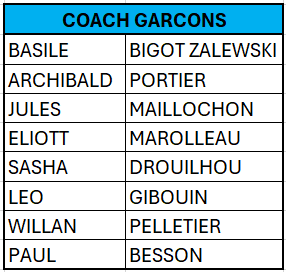 COACH GARCONS
BASILE BIGOT ZALEWSKI
ARCHIBALD PORTIER
JULES MAILLOCHON
ELIOTT MAROLLEAU
SASHA DROUILHOU
LEO GIBOUIN
WILLAN PELLETIER
PAUL BESSON